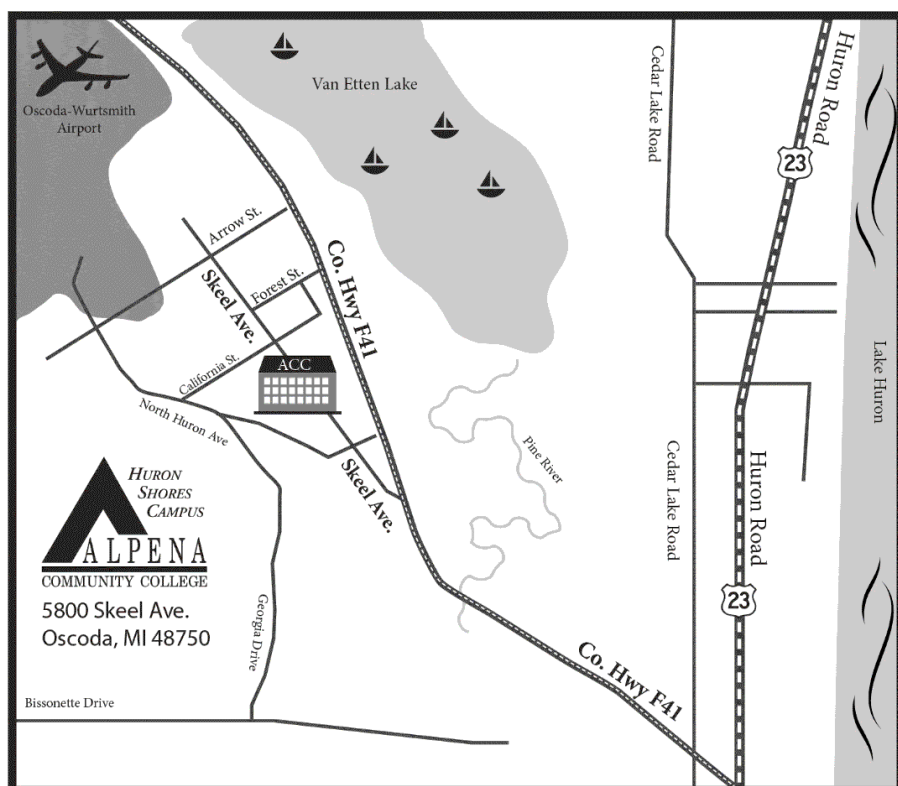 Oscoda-Wurtsmith
Airport
Van Etten Lake
Cedar Lake Road
Huron Road
23
Arrow St.
Skeel Ave.
Forest St.
Co. Hwy F41
California St.
ACC
North Huron Ave
Skeel Ave.
Pine River
Lake Huron
Cedar Lake Road
Huron Road
23
HURON
SHORES
CAMPUS
ALPENA
COMMUNITY COLLEGE
5800 Skeel Ave.
Oscoda, MI 48750
Georgia Drive
Co. Hwy F41
Bissonette Drive